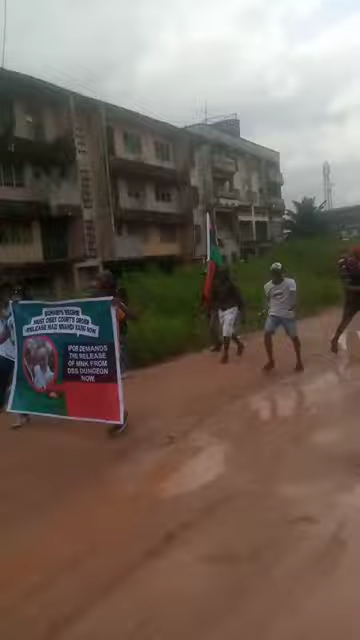 BUHARI'S REGIME
MUST OBEY COURT'S ORDER
RELEASE MAZI NNAMDI KANU NOW
IPOB DEMANDS
THE RELEASE
OF MNK FROM
DSS DUNGEON
NOW